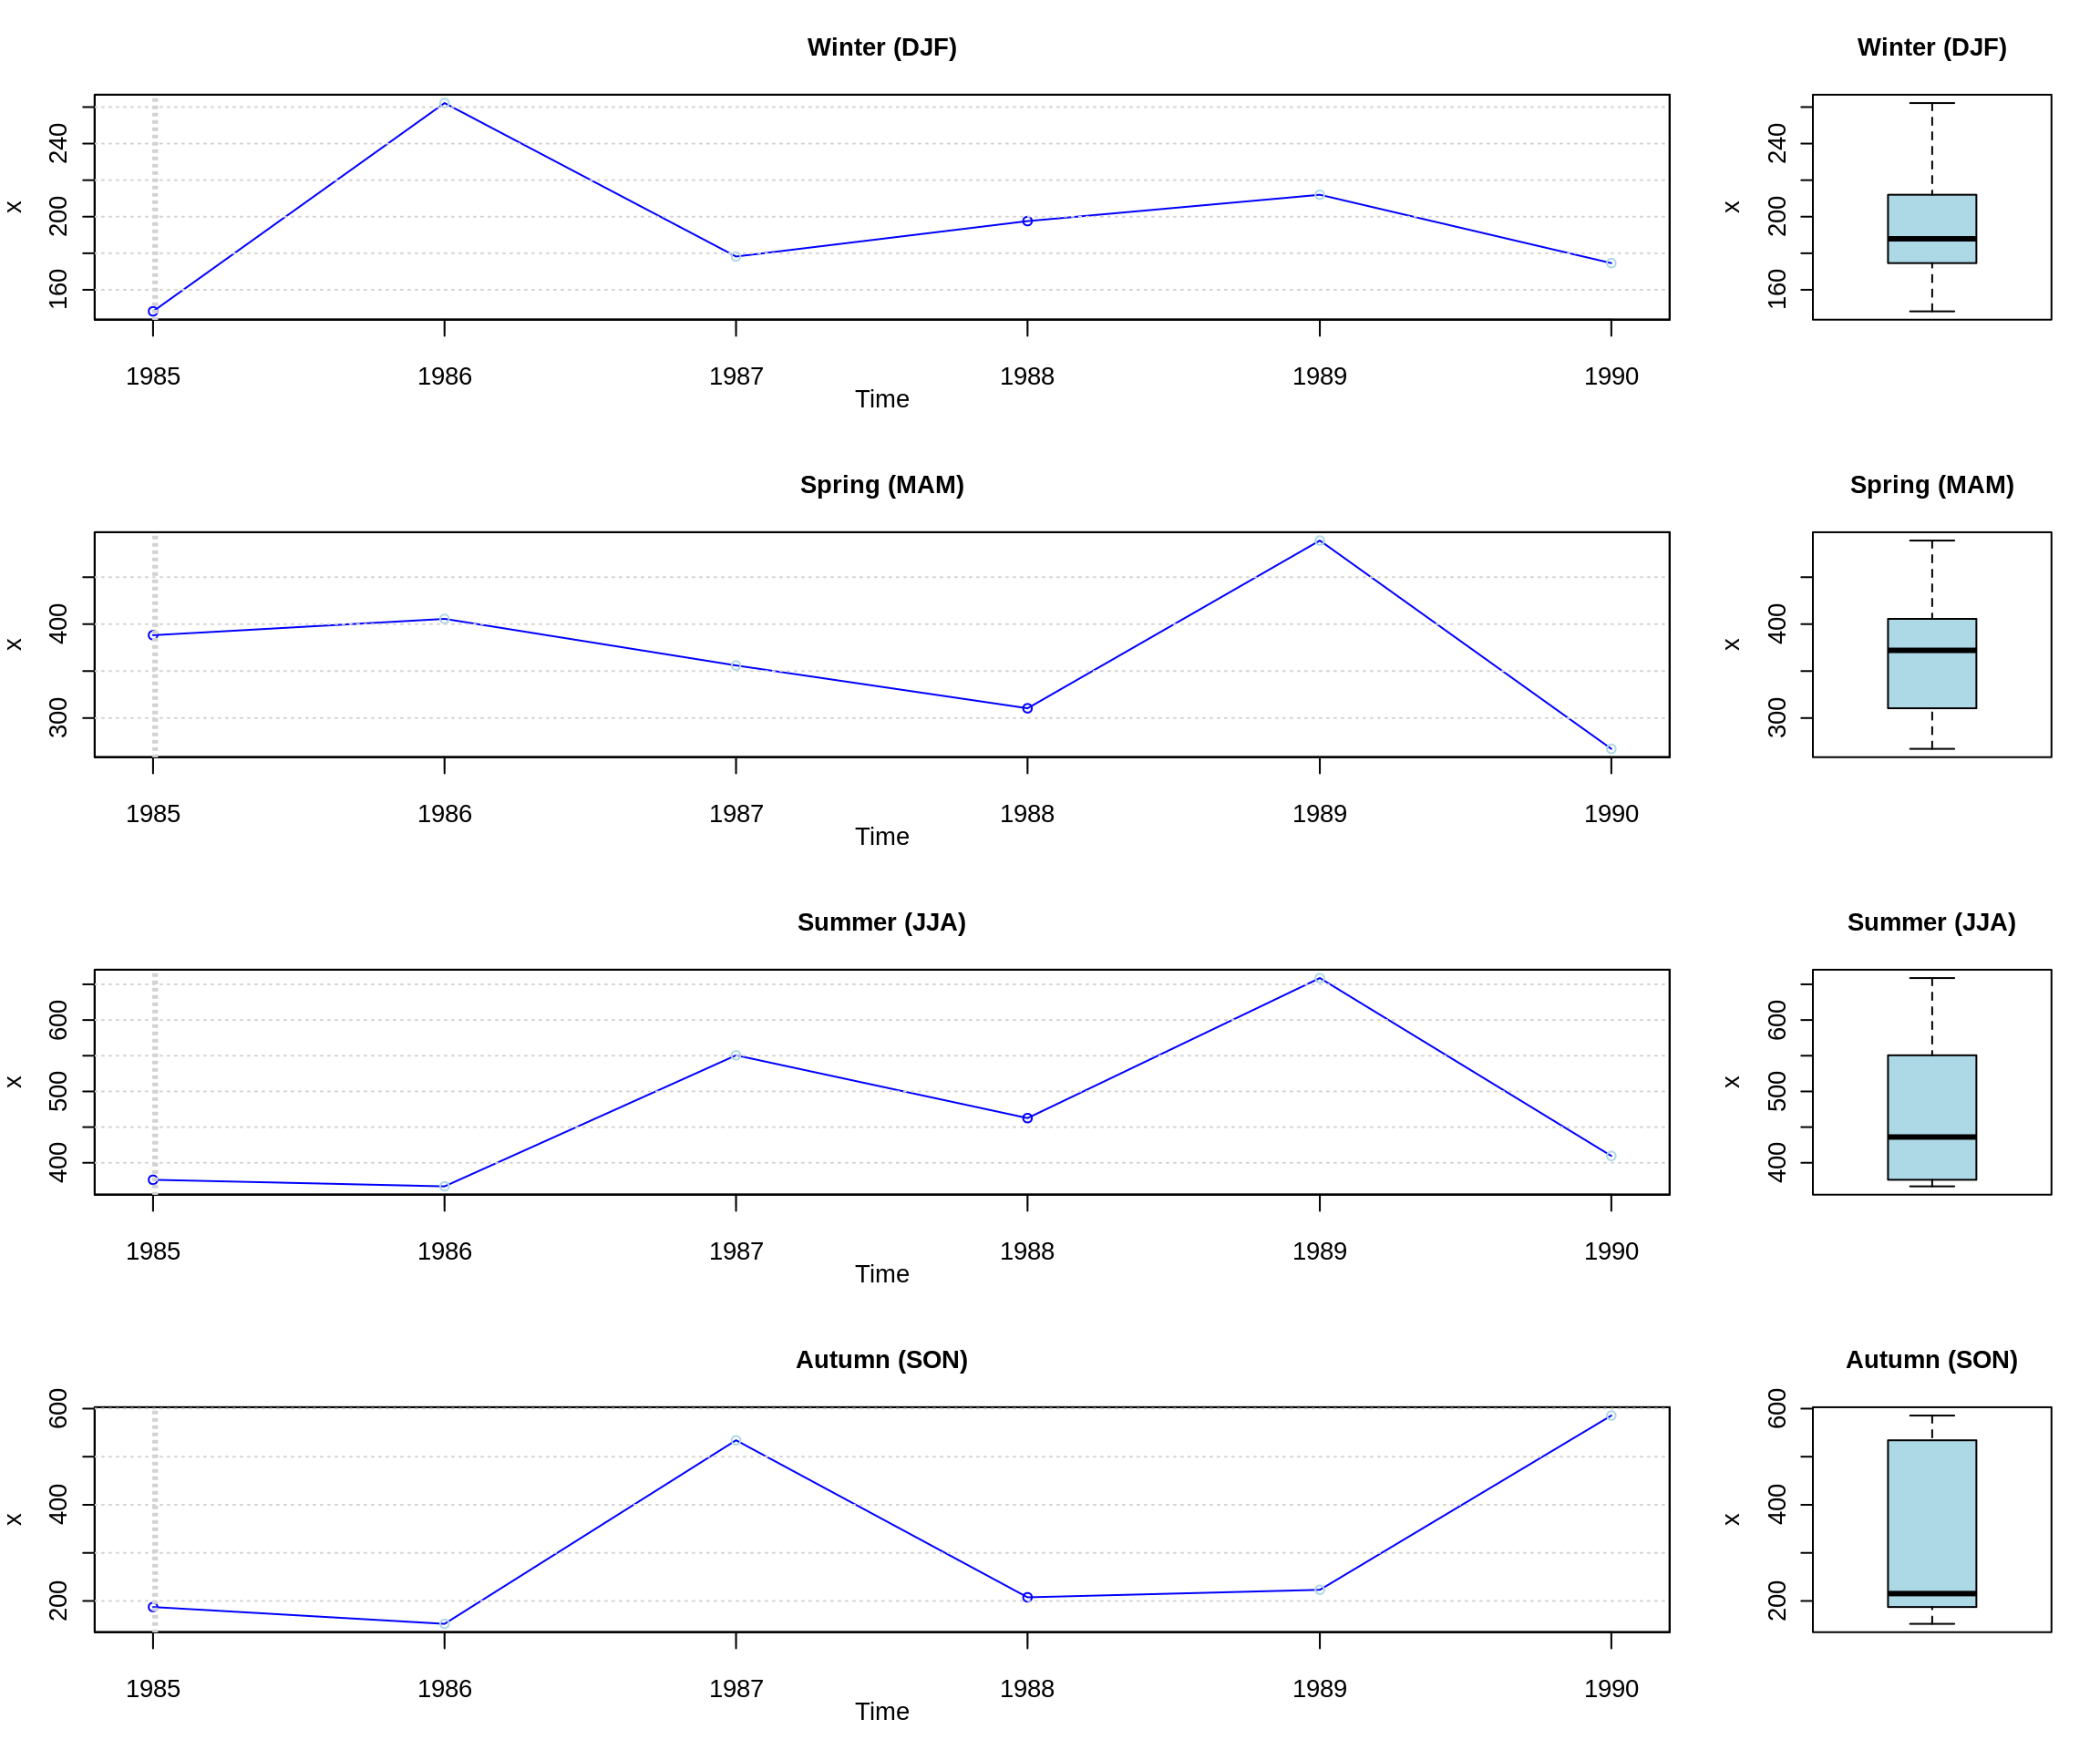 Winter (DJF)
x
160 200 240
1985 1986 1987 1988 1989 1990
Time
Winter (DJF)
x
160 200 240
Spring (MAM)
x
300 400
1985 1986 1987 1988 1989 1990
Time
Spring (MAM)
x
300 400
Summer (JJA)
x
400 500 600
1985 1986 1987 1988 1989 1990
Time
Summer (JJA)
x
400 500 600
Autumn (SON)
x
200 400 600
1985 1986 1987 1988 1989 1990
Time
Autumn (SON)
x
200 400 600